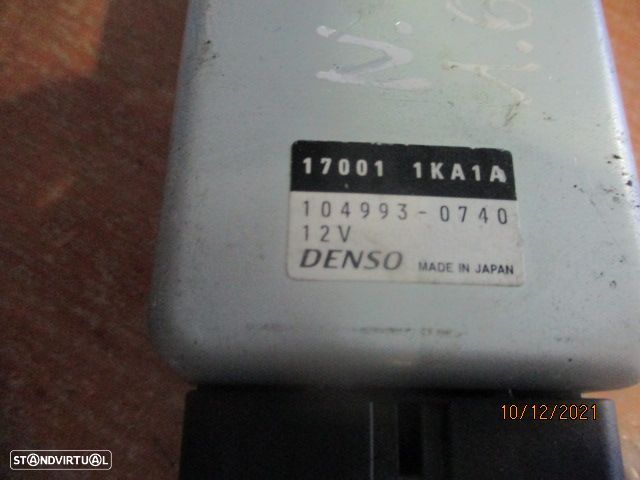 17001 1KA1A
104993-0740
12V
DENSO MADE IN JAPAN
10/12/2021
STANDVIRTUAL